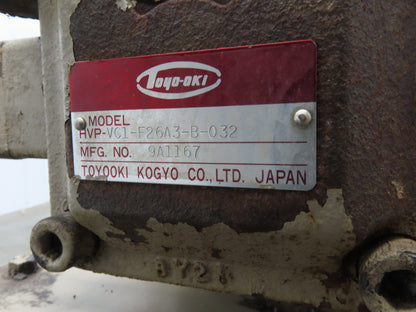 TOYO-OKI
MODEL
HVP-VC1-F26A3-B-032
MFG. NO. 9A1167
TOYOOKI KOGYO CO., LTD. JAPAN